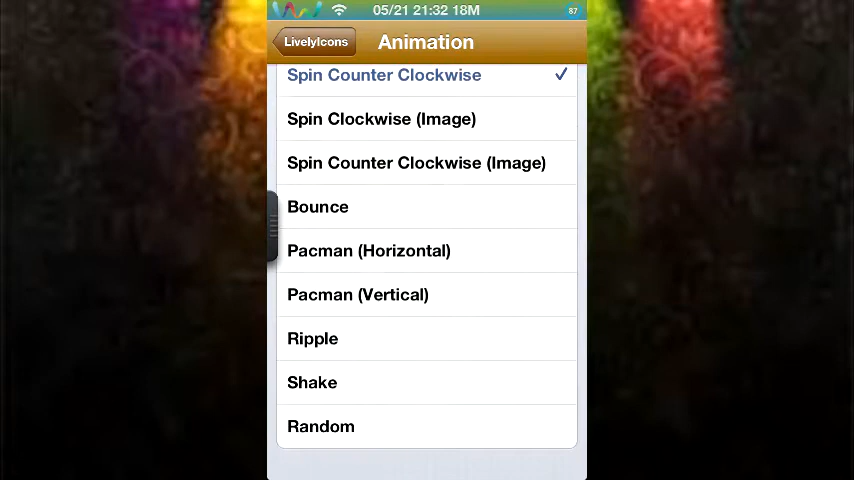 05/21 21:32 18M
87
LivelyIcons
Animation
Spin Counter Clockwise
Spin Clockwise (Image)
Spin Counter Clockwise (Image)
Bounce
Pacman (Horizontal)
Pacman (Vertical)
Ripple
Shake
Random